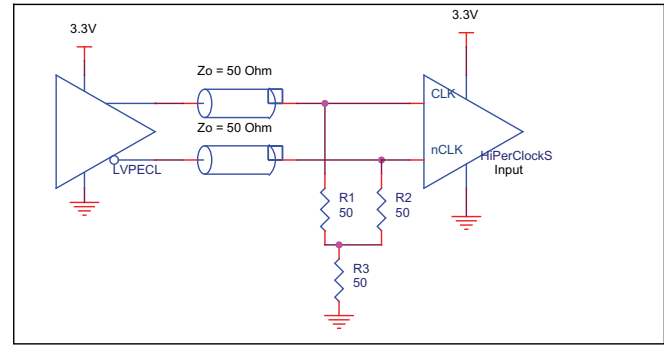 3.3V
3.3V
Zo = 50 Ohm
CLK
Zo = 50 Ohm
nCLK
HiPerClockS
Input
LVPECL
R1
50
R2
50
R3
50